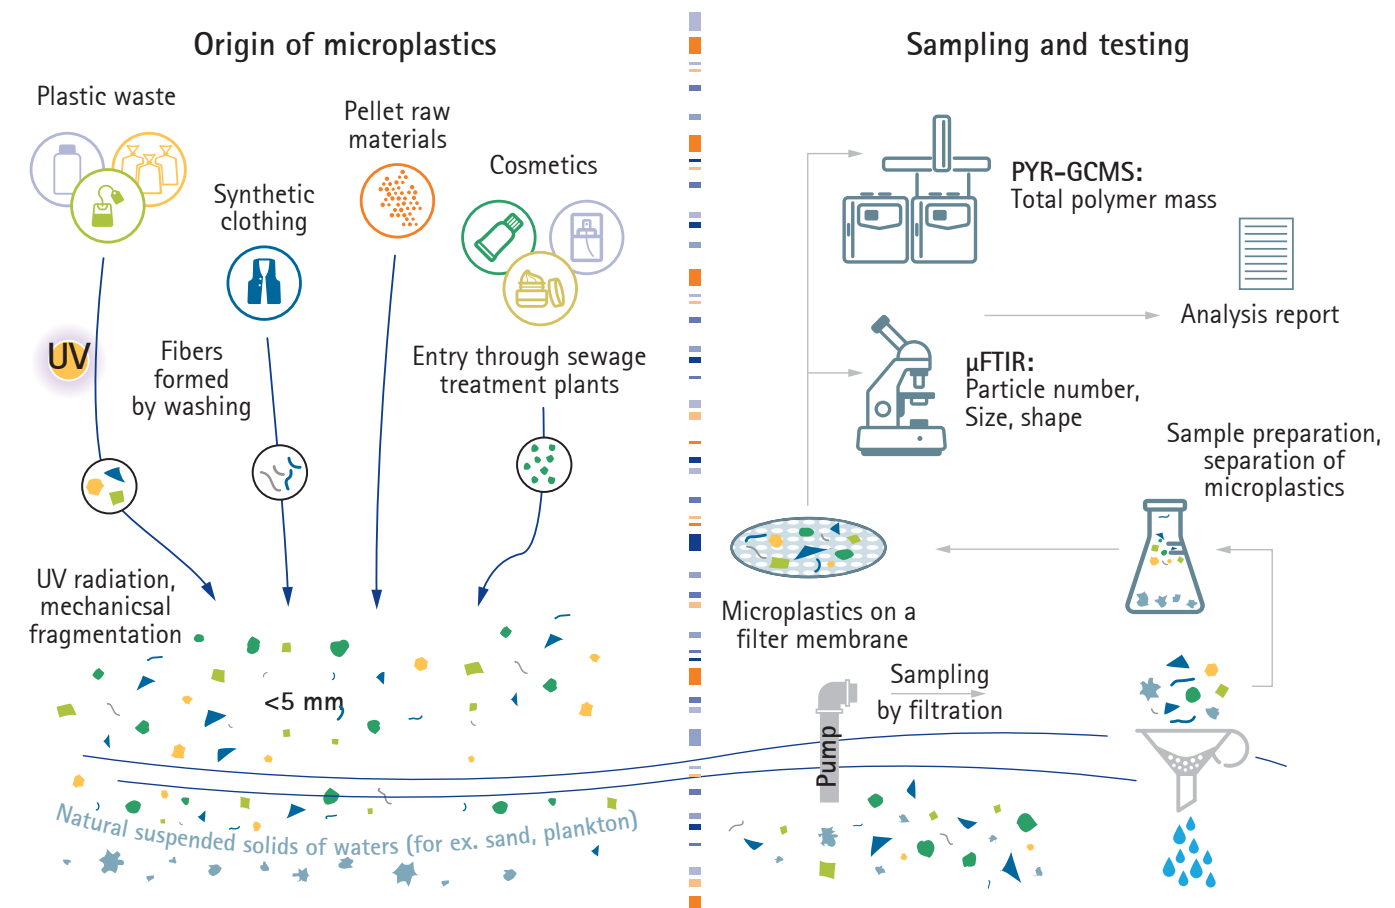 Origin of microplastics
Plastic waste
Pellet raw
materials
Cosmetics
Synthetic
clothing
UV
Fibers
formed
by washing
Entry through sewage
treatment plants
UV radiation,
mechanicsal
fragmentation
<5 mm
Natural suspended solids of waters (for ex. sand, plankton)
Sampling and testing
PYR-GCMS:
Total polymer mass
Analysis report
µFTIR:
Particle number,
Size, shape
Sample preparation,
separation of
microplastics
Microplastics on a
filter membrane
Sampling
by filtration
Pump